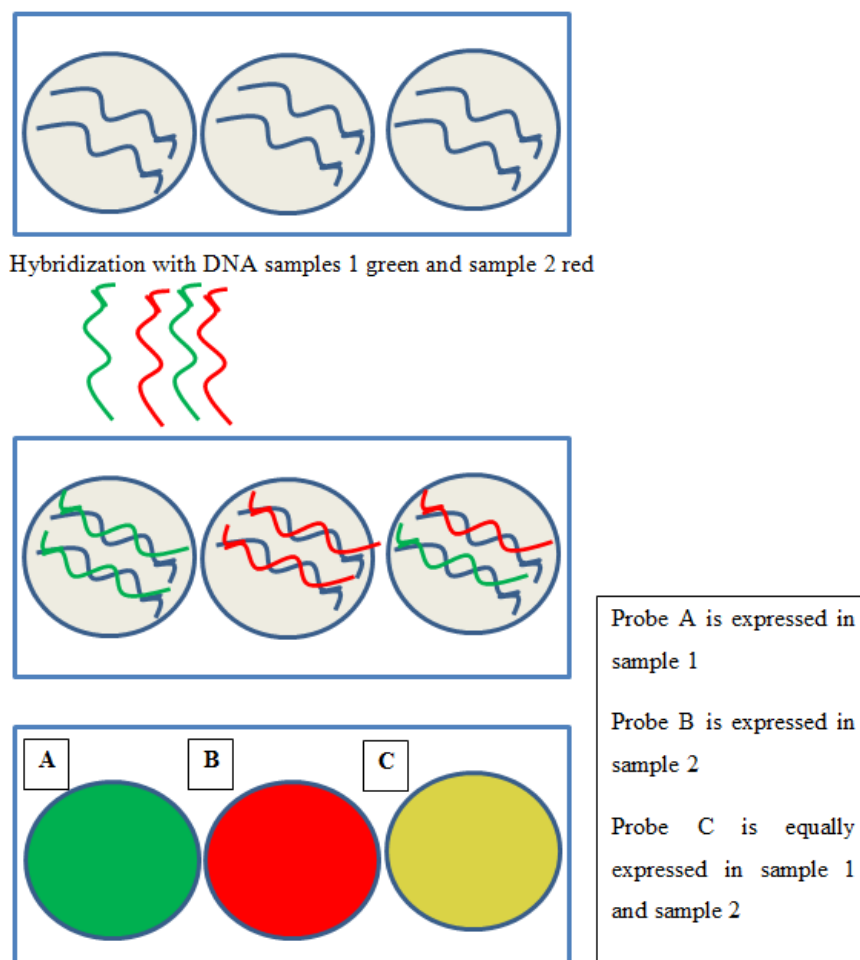 Hybridization with DNA samples 1 green and sample 2 red
A
B
C
Probe A is expressed in
sample 1
Probe B is expressed in
sample 2
Probe C is equally
expressed in sample 1
and sample 2